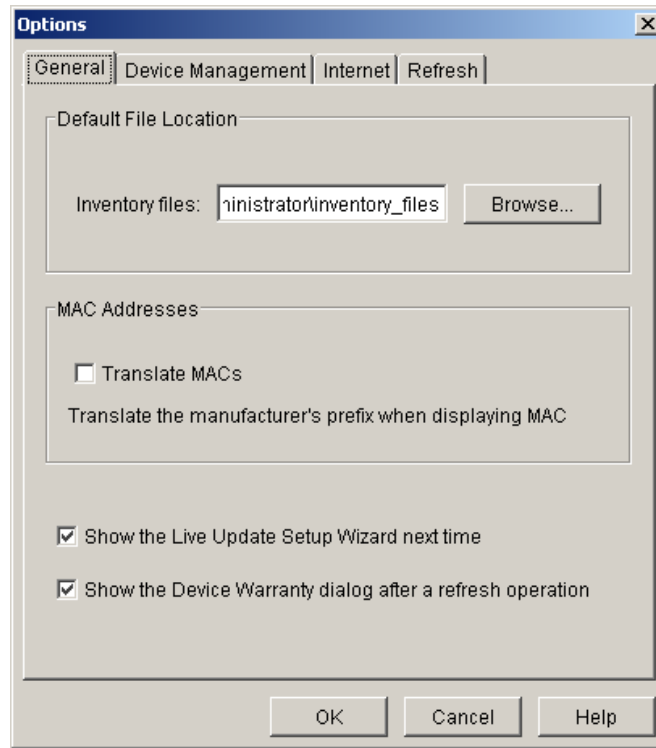 Options
General Device Management Internet Refresh
Default File Location
Inventory files: ministrator\inventory_files Browse...
MAC Addresses
Translate MACs
Translate the manufacturer's prefix when displaying MAC
Show the Live Update Setup Wizard next time
Show the Device Warranty dialog after a refresh operation
OK Cancel Help